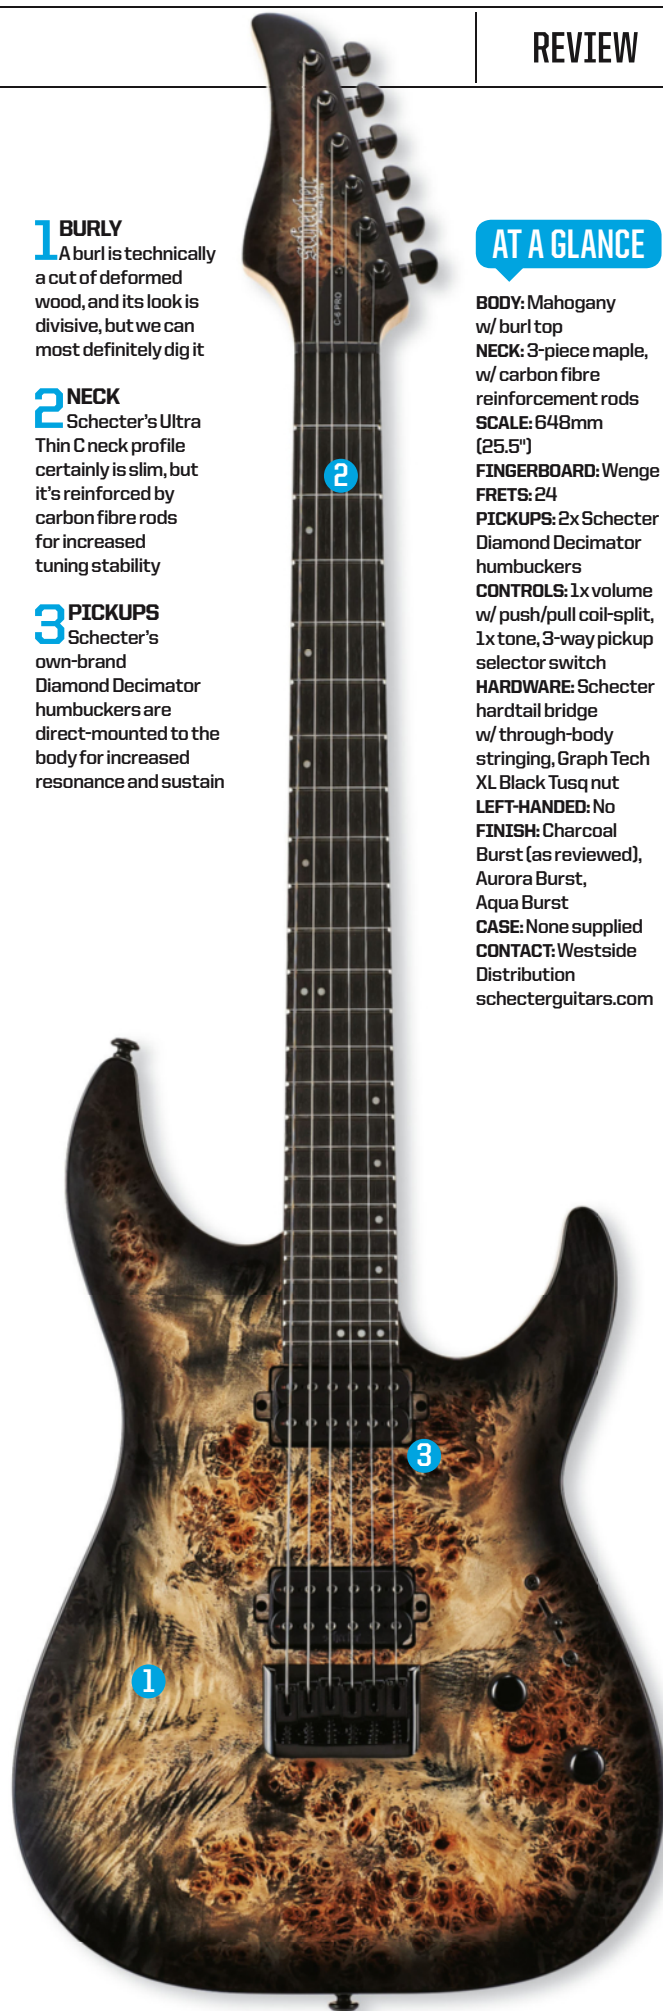 REVIEW
1 BURLY
A burl is technically
a cut of deformed
wood, and its look is
divisive, but we can
most definitely dig it
2 NECK
Schecter's Ultra
Thin C neck profile
certainly is slim, but
it's reinforced by
carbon fibre rods
for increased
tuning stability
3 PICKUPS
Schecter's
own-brand
Diamond Decimator
humbuckers are
direct-mounted to the
body for increased
resonance and sustain
schecter
C-6 PRO
2
3
1
AT A GLANCE
BODY: Mahogany
w/ burl top
NECK: 3-piece maple,
w/ carbon fibre
reinforcement rods
SCALE: 648mm
(25.5")
FINGERBOARD: Wenge
FRETS: 24
PICKUPS: 2x Schecter
Diamond Decimator
humbuckers
CONTROLS: 1x volume
w/ push/pull coil-split,
1x tone, 3-way pickup
selector switch
HARDWARE: Schecter
hardtail bridge
w/ through-body
stringing, Graph Tech
XL Black Tusq nut
LEFT-HANDED: No
FINISH: Charcoal
Burst (as reviewed),
Aurora Burst,
Aqua Burst
CASE: None supplied
CONTACT: Westside
Distribution
schecterguitars.com